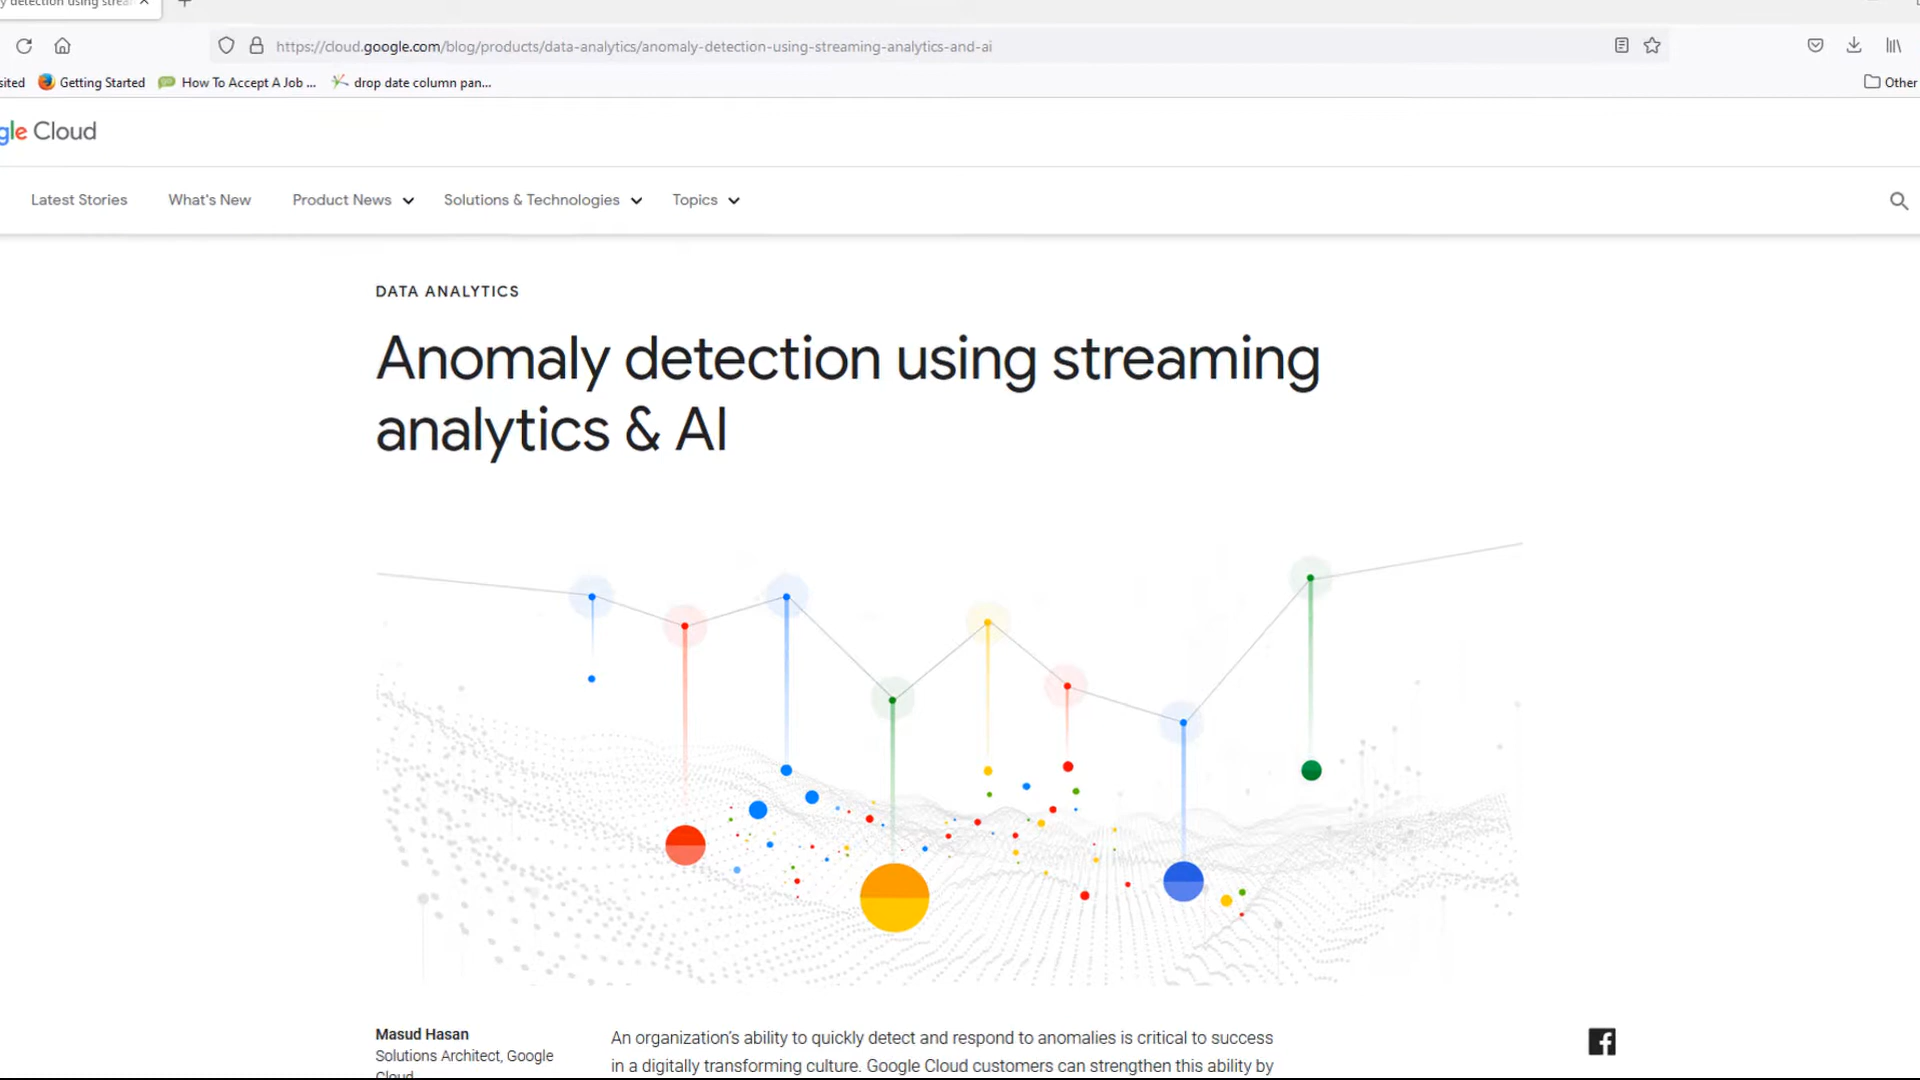 https://cloud.google.com/blog/products/data-analytics/anomaly-detection-using-streaming-analytics-and-ai
Getting Started
How To Accept A Job ...
drop date column pan...
Other
gle Cloud
Latest Stories
What's New
Product News
Solutions & Technologies
Topics
DATA ANALYTICS
Anomaly detection using streaming
analytics & AI
Masud Hasan
Solutions Architect, Google
An organization's ability to quickly detect and respond to anomalies is critical to success
in a digitally transforming culture. Google Cloud customers can strengthen this ability by